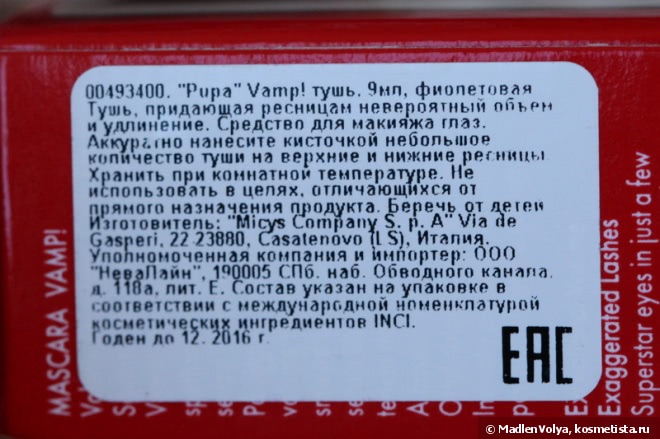 00493400. "Pupa" Vamp! тушь. 9мл, фиолетовая
Тушь, придающая ресницам невероятный объем
и удлинение. Средство для макияжа глаз.
Аккуратно нанесите кисточкой небольшое
количество туши на верхние и нижние ресницы
Хранить при комнатной температуре. Не
использовать в целях, отличающихся от
прямого назначения продукта. Беречь от детей
Изготовитель: "Micys Company S. p. A" Via de
Gasperi, 22-23880, Casatenovo (LS), Италия.
Уполномоченная компания и импортер: ООО
"НеваЛайн", 190005 СПб. наб. Обводного канала,
д. 118а, лит. Е. Состав указан на упаковке в
соответствии с международной номенклатурой
косметических ингредиентов INCI.
Годен до 12. 2016 г.
EAC
MASCARA VAMP!
Exaggerated Lashes
Superstar eyes in just a few
© MadlenVolya, kosmetista.ru